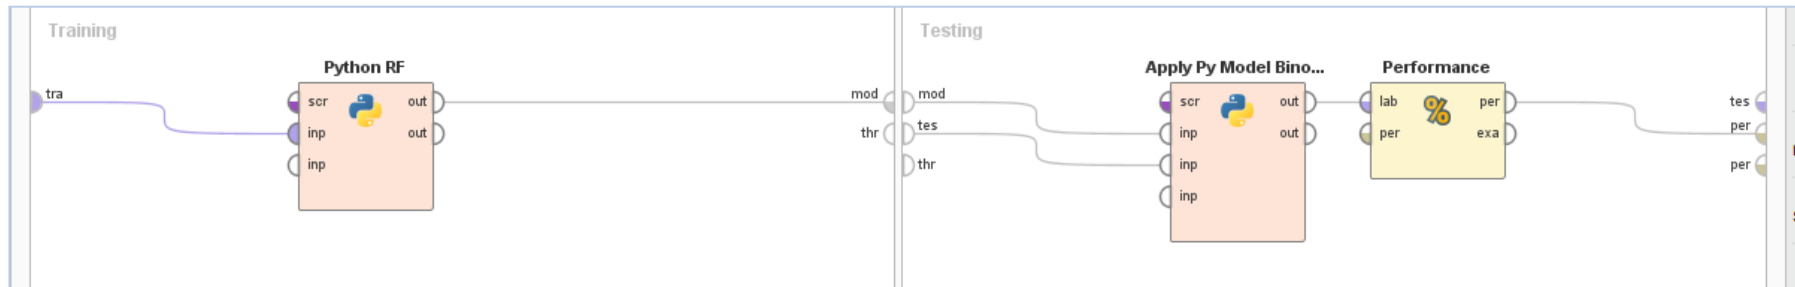 Training
Python RF
tra
scr
out
inp
out
inp
mod
thr
Testing
mod
tes
thr
Apply Py Model Bino...
scr
out
inp
out
inp
inp
Performance
lab
per
per
exa
%
tes
per
per